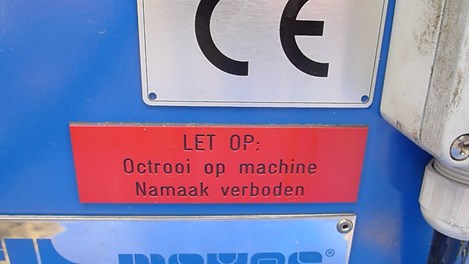 CE
LET OP:
Octrooi op machine
Namaak verboden